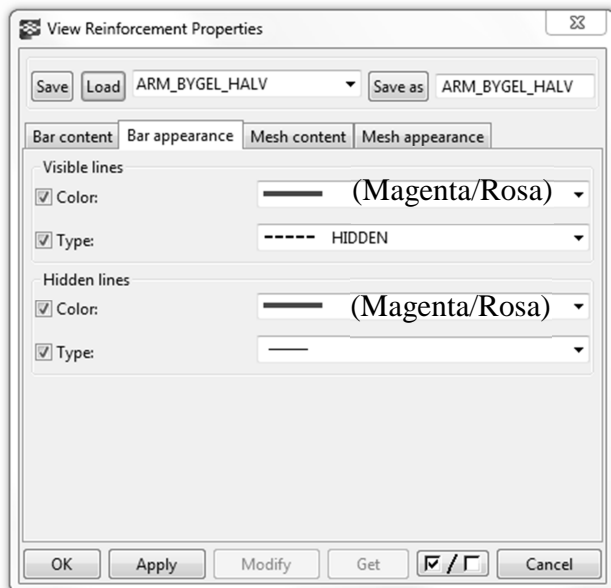 View Reinforcement Properties
Save Load ARM_BYGEL_HALV Save as ARM_BYGEL_HALV
Bar content Bar appearance Mesh content Mesh appearance
Visible lines
Color: (Magenta/Rosa)
Type: HIDDEN
Hidden lines
Color: (Magenta/Rosa)
Type:
OK Apply Modify Get / Cancel